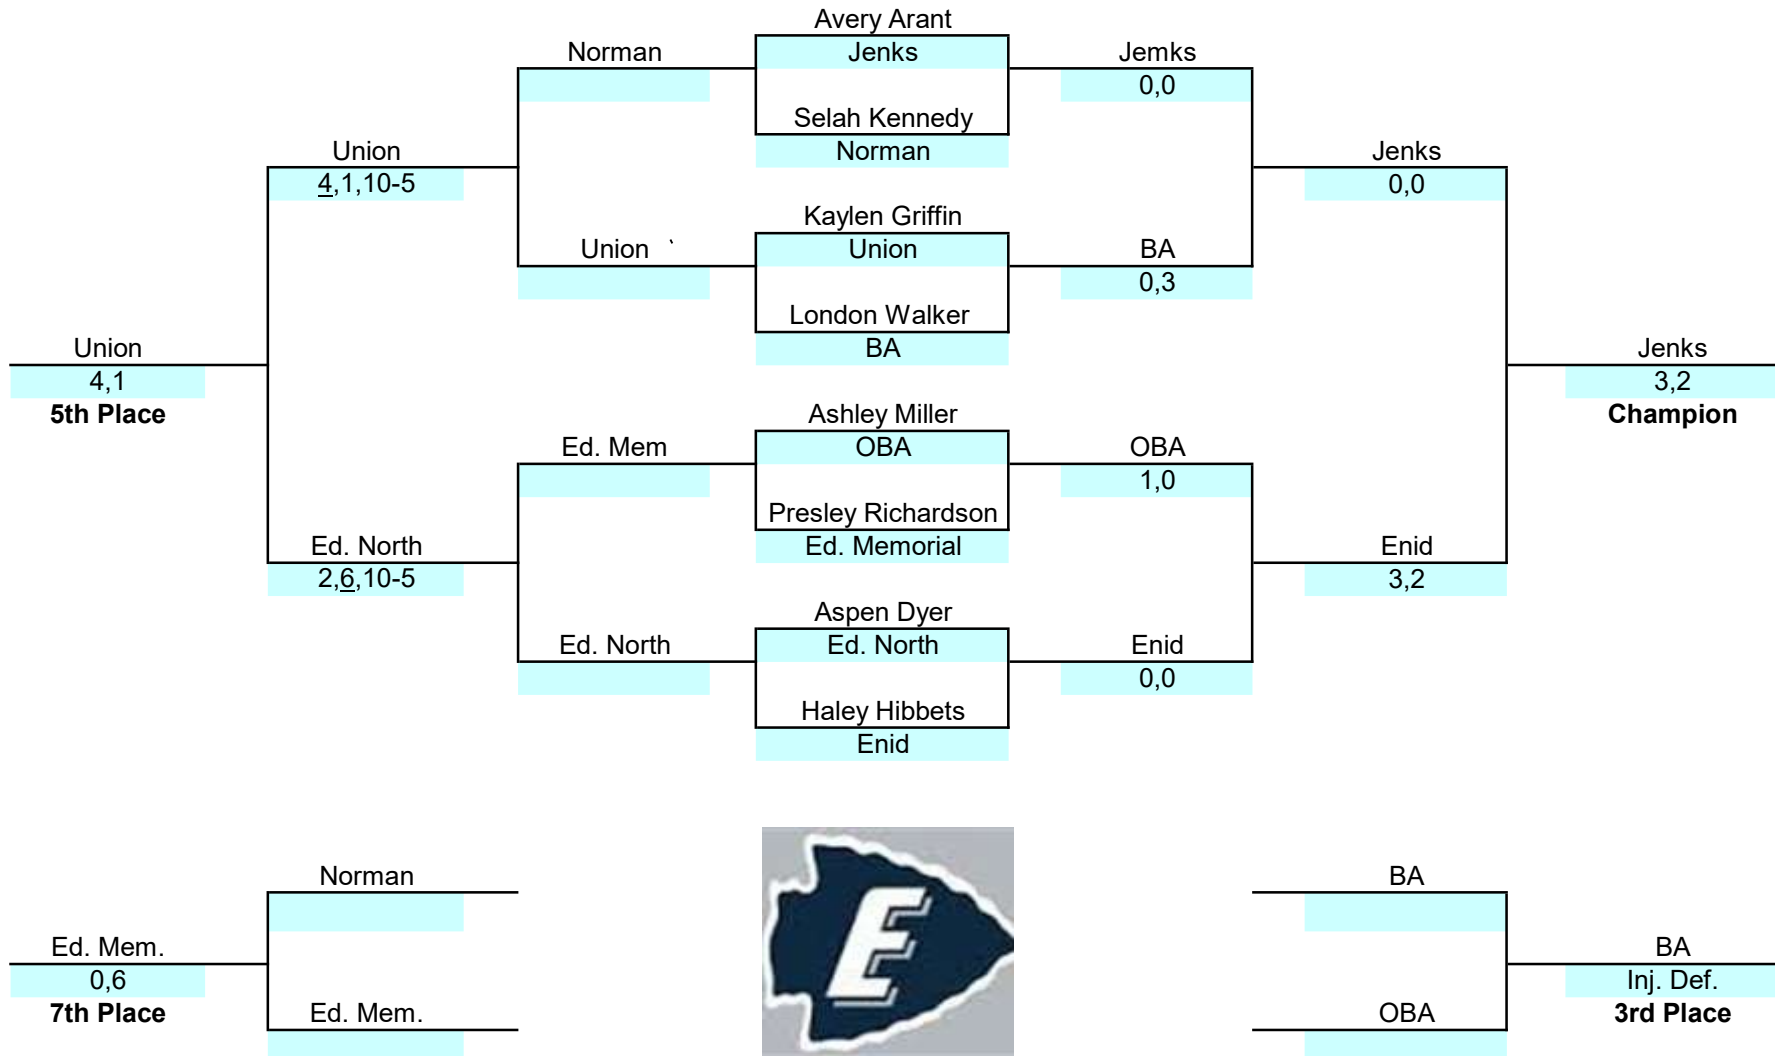 Avery Arant
Norman Jenks Jemks
0,0
Selah Kennedy
Union Norman Jenks
4,1,10-5 0,0
Kaylen Griffin
Union ` Union BA
0,3
London Walker
Union BA Jenks
4,1 3,2
5th Place Ashley Miller Champion
Ed. Mem OBA OBA
1,0
Presley Richardson
Ed. North Ed. Memorial Enid
2,6,10-5 3,2
Aspen Dyer
Ed. North Ed. North Enid
0,0
Haley Hibbets
Enid
Norman BA
E
Ed. Mem. BA
0,6 Inj. Def.
7th Place Ed. Mem. OBA 3rd Place